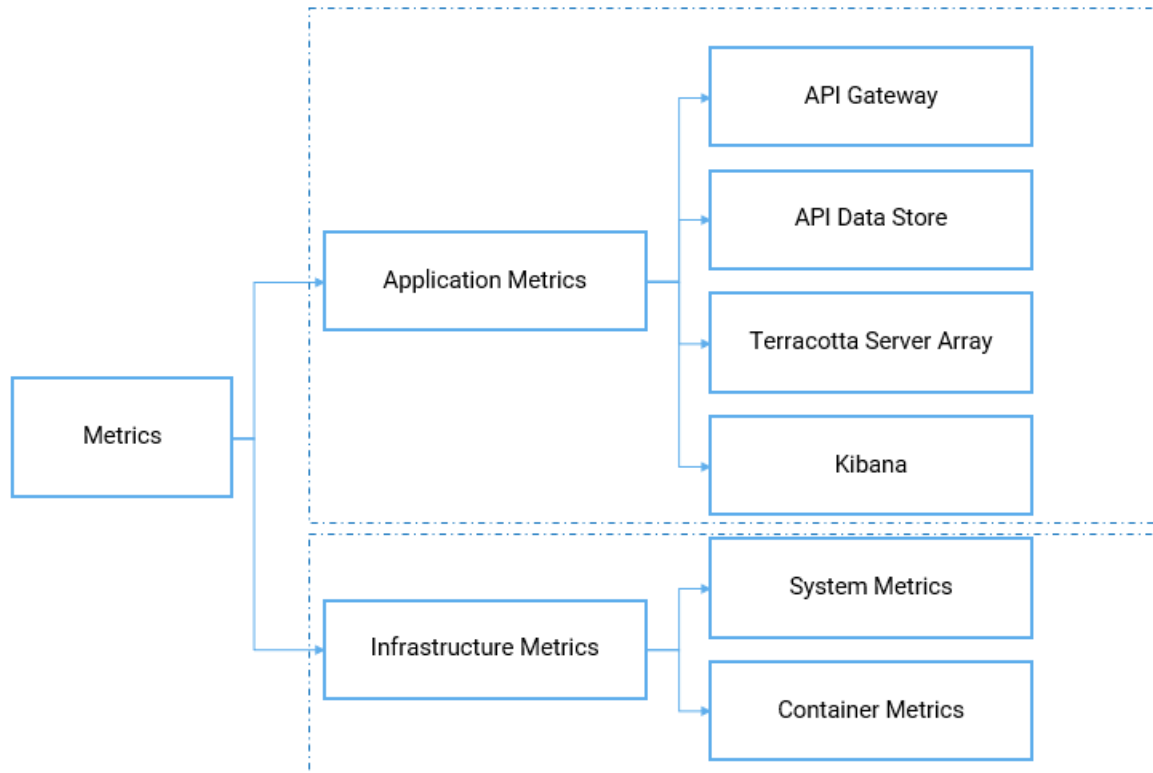 Metrics
Application Metrics
API Gateway
API Data Store
Terracotta Server Array
Kibana
Infrastructure Metrics
System Metrics
Container Metrics